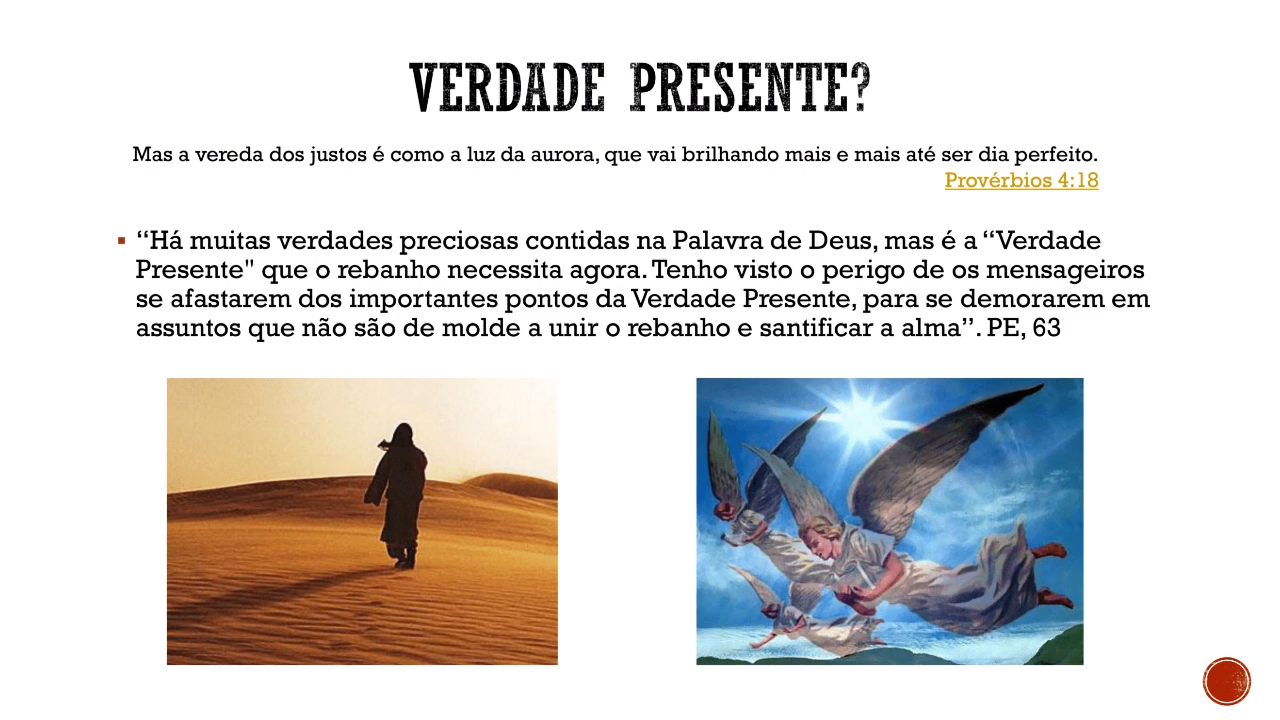 VERDADE PRESENTE?
Mas a vereda dos justos é como a luz da aurora, que vai brilhando mais e mais até ser dia perfeito.
Provérbios 4:18
▪ “Há muitas verdades preciosas contidas na Palavra de Deus, mas é a “Verdade
Presente" que o rebanho necessita agora. Tenho visto o perigo de os mensageiros
se afastarem dos importantes pontos da Verdade Presente, para se demorarem em
assuntos que não são de molde a unir o rebanho e santificar a alma”. PE, 63